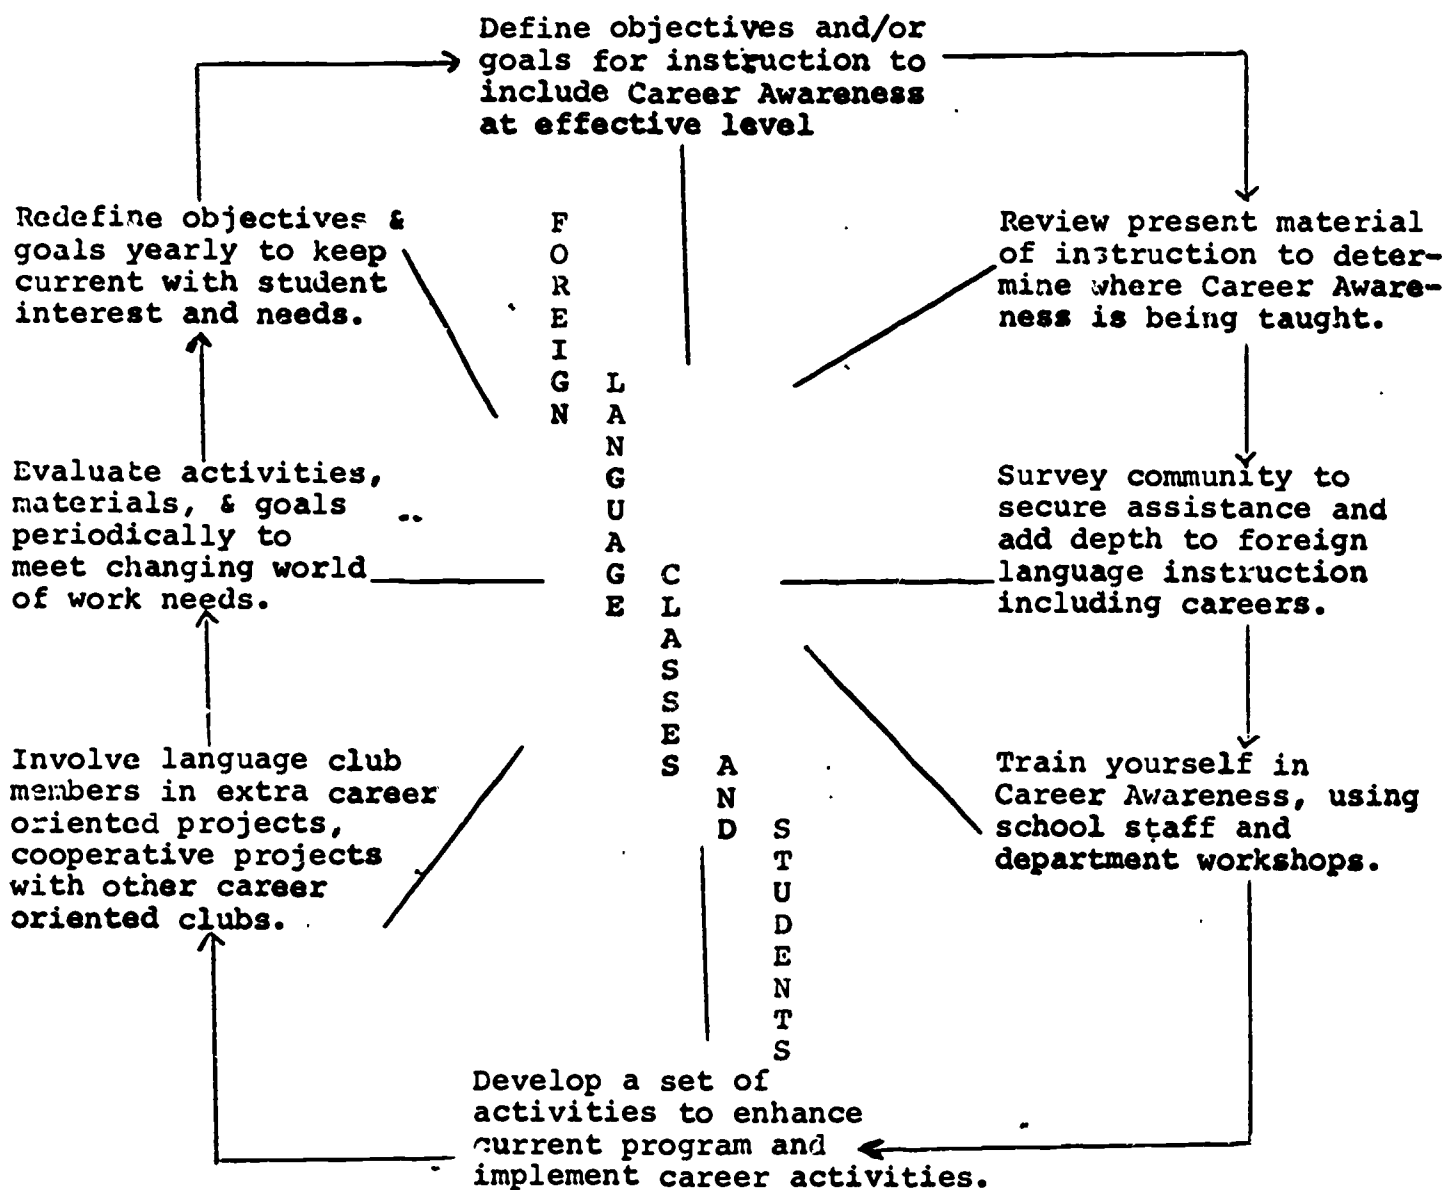 Define objectives and/or
goals for instruction to
include Career Awareness
at effective level
Review present material
of instruction to deter-
mine where Career Aware-
ness is being taught.
Survey community to
secure assistance and
add depth to foreign
language instruction
including careers.
Train yourself in
Career Awareness, using
school staff and
department workshops.
Develop a set of
activities to enhance
current program and
implement career activities.
Involve language club
members in extra career
oriented projects,
cooperative projects
with other career
oriented clubs.
Evaluate activities,
materials, & goals
periodically to
meet changing world
of work needs.
Redefine objectives &
goals yearly to keep
current with student
interest and needs.
FOREIGN
LANGUAGE
CLASSES
AND
STUDENTS